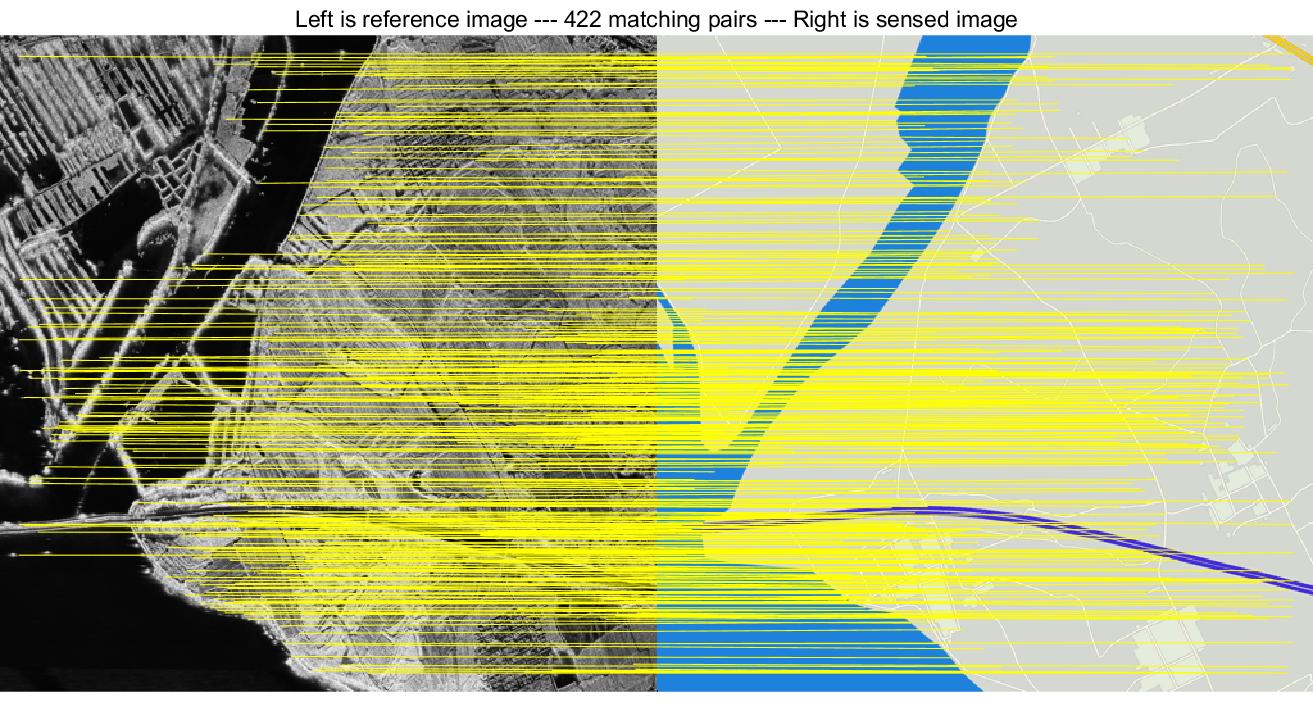 Left is reference image --- 422 matching pairs --- Right is sensed image